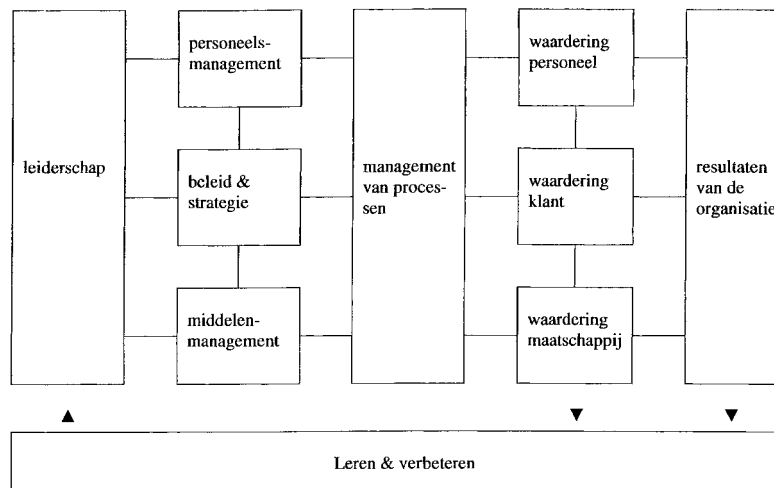 personeels-
management
waardering
personeel
leiderschap
beleid &
strategie
management
van proces-
sen
waardering
klant
resultaten
van de
organisatie
middelen-
management
waardering
maatschappij
Leren & verbeteren